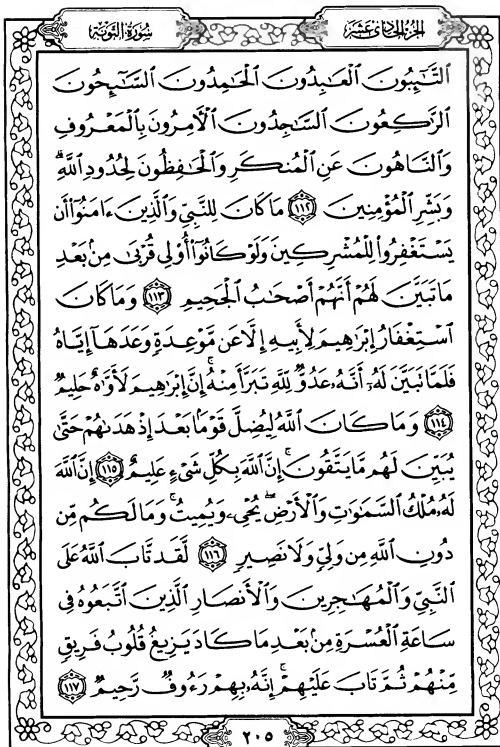 الجزء الحادي عشر
سورة التوبة
ٱلتَّٰٓئِبُونَ ٱلْعَٰبِدُونَ ٱلْحَٰمِدُونَ ٱلسَّٰٓئِحُونَ
ٱلرَّٰكِعُونَ ٱلسَّٰجِدُونَ ٱلْءَامِرُونَ بِٱلْمَعْرُوفِ
وَٱلنَّاهُونَ عَنِ ٱلْمُنكَرِ وَٱلْحَٰفِظُونَ لِحُدُودِ ٱللَّهِۗ
وَبَشِّرِ ٱلْمُؤْمِنِينَ ١١٢ مَا كَانَ لِلنَّبِىِّ وَٱلَّذِينَ ءَامَنُوٓا۟ أَن
يَسْتَغْفِرُوا۟ لِلْمُشْرِكِينَ وَلَوْ كَانُوٓا۟ أُو۟لِى قُرْبَىٰ مِنۢ بَعْدِ
مَا تَبَيَّنَ لَهُمْ أَنَّهُمْ أَصْحَٰبُ ٱلْجَحِيمِ ١١٣ وَمَا كَانَ
ٱسْتِغْفَارُ إِبْرَٰهِيمَ لِأَبِيهِ إِلَّا عَن مَّوْعِدَةٍ وَعَدَهَآ إِيَّاهُ
فَلَمَّا تَبَيَّنَ لَهُۥٓ أَنَّهُۥ عَدُوٌّ لِّلَّهِ تَبَرَّأَ مِنْهُۚ إِنَّ إِبْرَٰهِيمَ لَأَوَّٰهٌ حَلِيمٌ
١١٤ وَمَا كَانَ ٱللَّهُ لِيُضِلَّ قَوْمًۢا بَعْدَ إِذْ هَدَىٰهُمْ حَتَّىٰ
يُبَيِّنَ لَهُم مَّا يَتَّقُونَۚ إِنَّ ٱللَّهَ بِكُلِّ شَىْءٍ عَلِيمٌ ١١٥ إِنَّ ٱللَّهَ
لَهُۥ مُلْكُ ٱلسَّمَٰوَٰتِ وَٱلْأَرْضِۖ يُحْىِۦ وَيُمِيتُۚ وَمَا لَكُم مِّن
دُونِ ٱللَّهِ مِن وَلِىٍّ وَلَا نَصِيرٍ ١١٦ لَّقَد تَّابَ ٱللَّهُ عَلَى
ٱلنَّبِىِّ وَٱلْمُهَٰجِرِينَ وَٱلْأَنصَارِ ٱلَّذِينَ ٱتَّبَعُوهُ فِى
سَاعَةِ ٱلْعُسْرَةِ مِنۢ بَعْدِ مَا كَادَ يَزِيغُ قُلُوبُ فَرِيقٍ
مِّنْهُمْ ثُمَّ تَابَ عَلَيْهِمْۚ إِنَّهُۥ بِهِمْ رَءُوفٌ رَّحِيمٌ ١١٧
٢٠٥